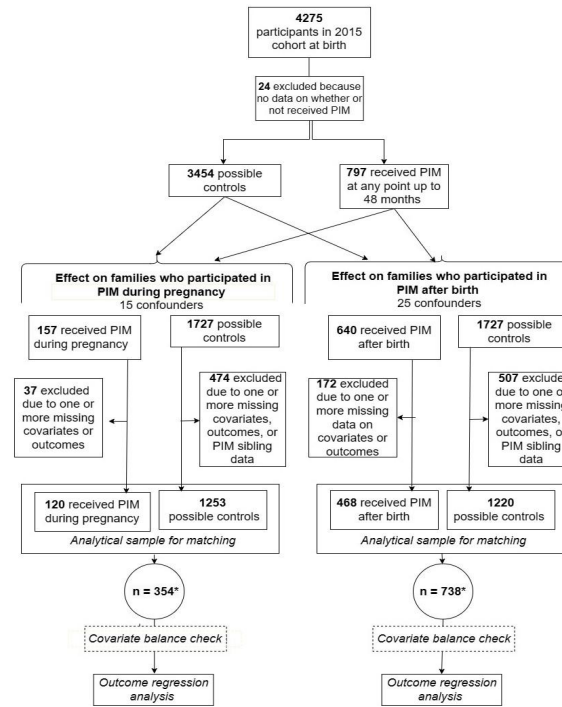 4275
participants in 2015
cohort at birth
24 excluded because
no data on whether or
not received PIM
3454 possible
controls
797 received PIM
at any point up to
48 months
Effect on families who participated in
PIM during pregnancy
15 confounders
157 received PIM
during pregnancy
1727 possible
controls
37 excluded
due to one or
more missing
covariates or
outcomes
474 excluded
due to one or
more missing
covariates,
outcomes, or
PIM sibling
data
120 received PIM
during pregnancy
1253
possible controls
Analytical sample for matching
n = 354*
Covariate balance check
Outcome regression
analysis
Effect on families who participated in
PIM after birth
25 confounders
640 received PIM
after birth
1727 possible
controls
172 excluded
due to one or
more missing
data on
covariates or
outcomes
507 exclude
due to one o
more missing
covariates,
outcomes, o
PIM sibling
data
468 received PIM
after birth
1220
possible controls
Analytical sample for matching
n = 738*
Covariate balance check
Outcome regression
analysis